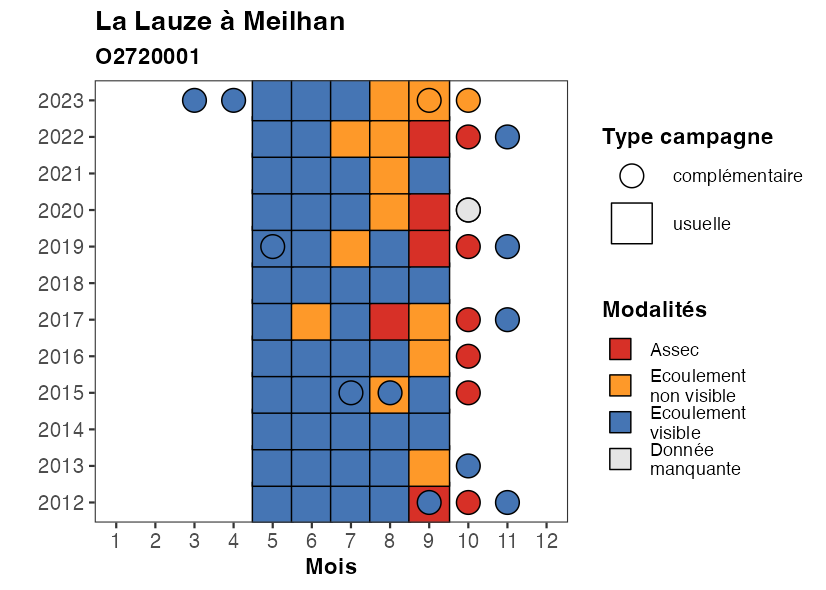 La Lauze à Meilhan
O2720001
2023
2022
2021
2020
2019
2018
2017
2016
2015
2014
2013
2012
1 2 3 4 5 6 7 8 9 10 11 12
Mois
Type campagne
complémentaire
usuelle
Modalités
Assec
Ecoulement
non visible
Ecoulement
visible
Donnée
manquante